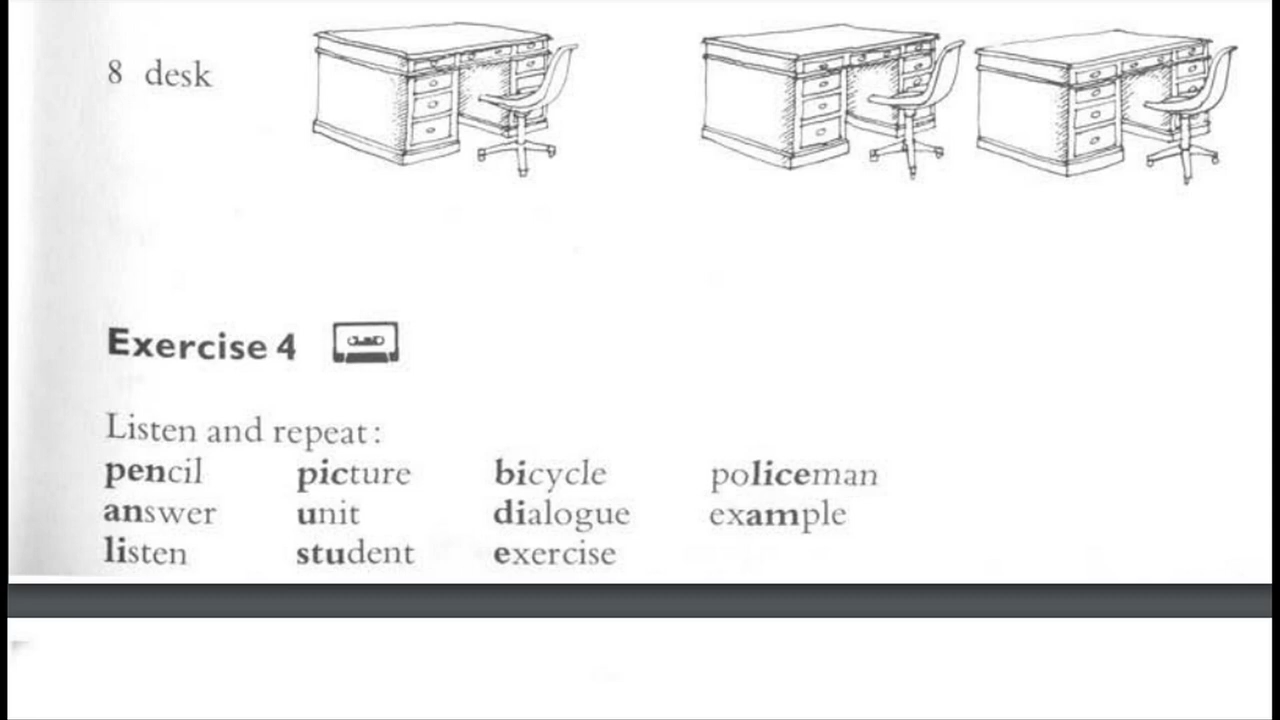 8 desk
Exercise 4
Listen and repeat:
pencil picture bicycle policeman
answer unit dialogue example
listen student exercise